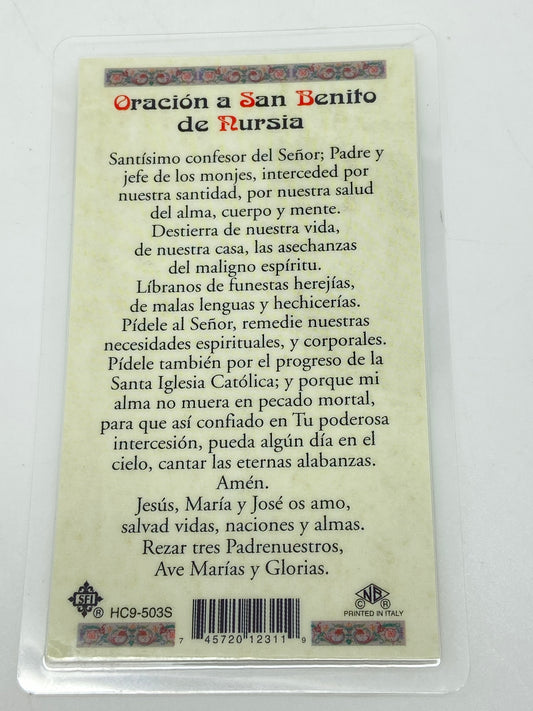 Oración a San Benito
de Nursia
Santísimo confesor del Señor; Padre y
jefe de los monjes, interceded por
nuestra santidad, por nuestra salud
del alma, cuerpo y mente.
Destierra de nuestra vida,
de nuestra casa, las asechanzas
del maligno espíritu.
Líbranos de funestas herejías,
de malas lenguas y hechicerías.
Pídele al Señor, remedie nuestras
necesidades espirituales, y corporales.
Pídele también por el progreso de la
Santa Iglesia Católica; y porque mi
alma no muera en pecado mortal,
para que así confiado en Tu poderosa
intercesión, pueda algún día en el
cielo, cantar las eternas alabanzas.
Amén.
Jesús, María y José os amo,
salvad vidas, naciones y almas.
Rezar tres Padrenuestros,
Ave Marías y Glorias.
SFI ® HC9-503S
7 45720 12311 9
© NB ®
PRINTED IN ITALY